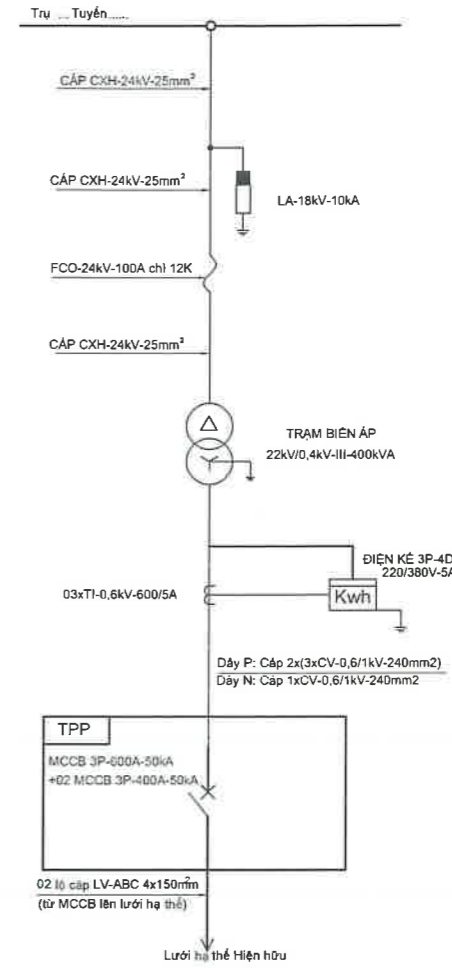 Trụ ... Tuyến......
CÁP CXH-24kV-25mm²
CÁP CXH-24kV-25mm²
LA-18kV-10kA
FCO-24kV-100A chì 12K
CÁP CXH-24kV-25mm²
TRẠM BIẾN ÁP
22kV/0,4kV-III-400kVA
ĐIỆN KẾ 3P-4D
220/380V-5A
03xTI-0,6kV-600/5A
Kwh
Dây P: Cáp 2x(3xCV-0,6/1kV-240mm2)
Dây N: Cáp 1xCV-0,6/1kV-240mm2
TPP
MCCB 3P-600A-50kA
+02 MCCB 3P-400A-50kA
02 lộ cáp LV-ABC 4x150mm²
(từ MCCB lên lưới hạ thế)
Lưới hạ thế Hiện hữu